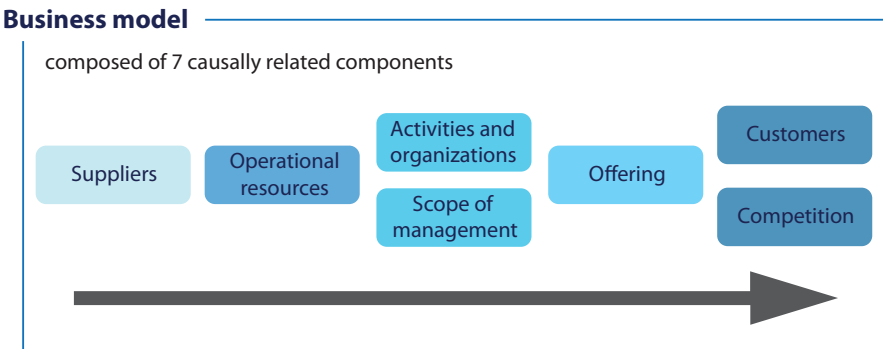 Business model
composed of 7 causally related components
Suppliers
Operational
resources
Activities and
organizations
Scope of
management
Offering
Customers
Competition